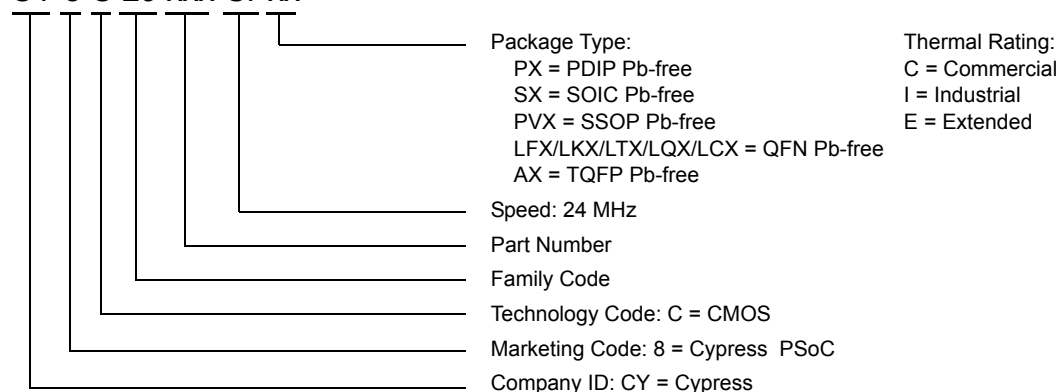 Package Type:
PX = PDIP Pb-free
SX = SOIC Pb-free
PVX = SSOP Pb-free
LFX/LKX/LTX/LQX/LCX = QFN Pb-free
AX = TQFP Pb-free
Thermal Rating:
C = Commercial
I = Industrial
E = Extended
Speed: 24 MHz
Part Number
Family Code
Technology Code: C = CMOS
Marketing Code: 8 = Cypress PSoC
Company ID: CY = Cypress